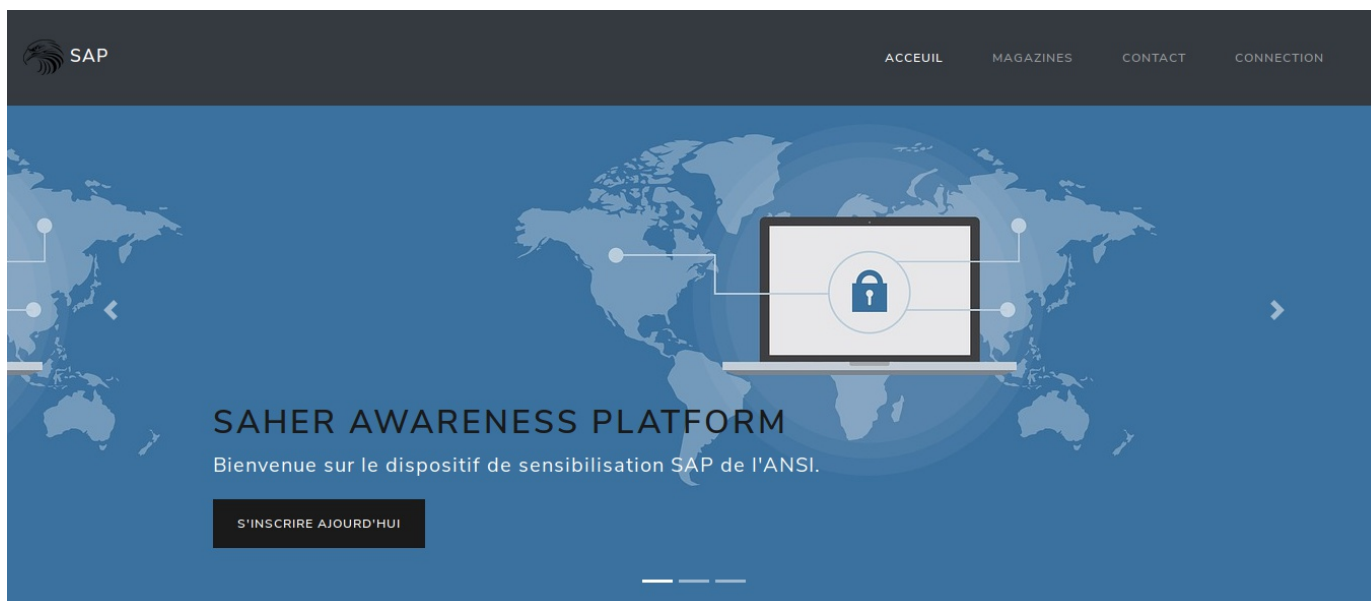 SAP
ACCEUIL MAGAZINES CONTACT CONNECTION
SAHER AWARENESS PLATFORM
Bienvenue sur le dispositif de sensibilisation SAP de l'ANSI.
S'INSCRIRE AJOURD'HUI